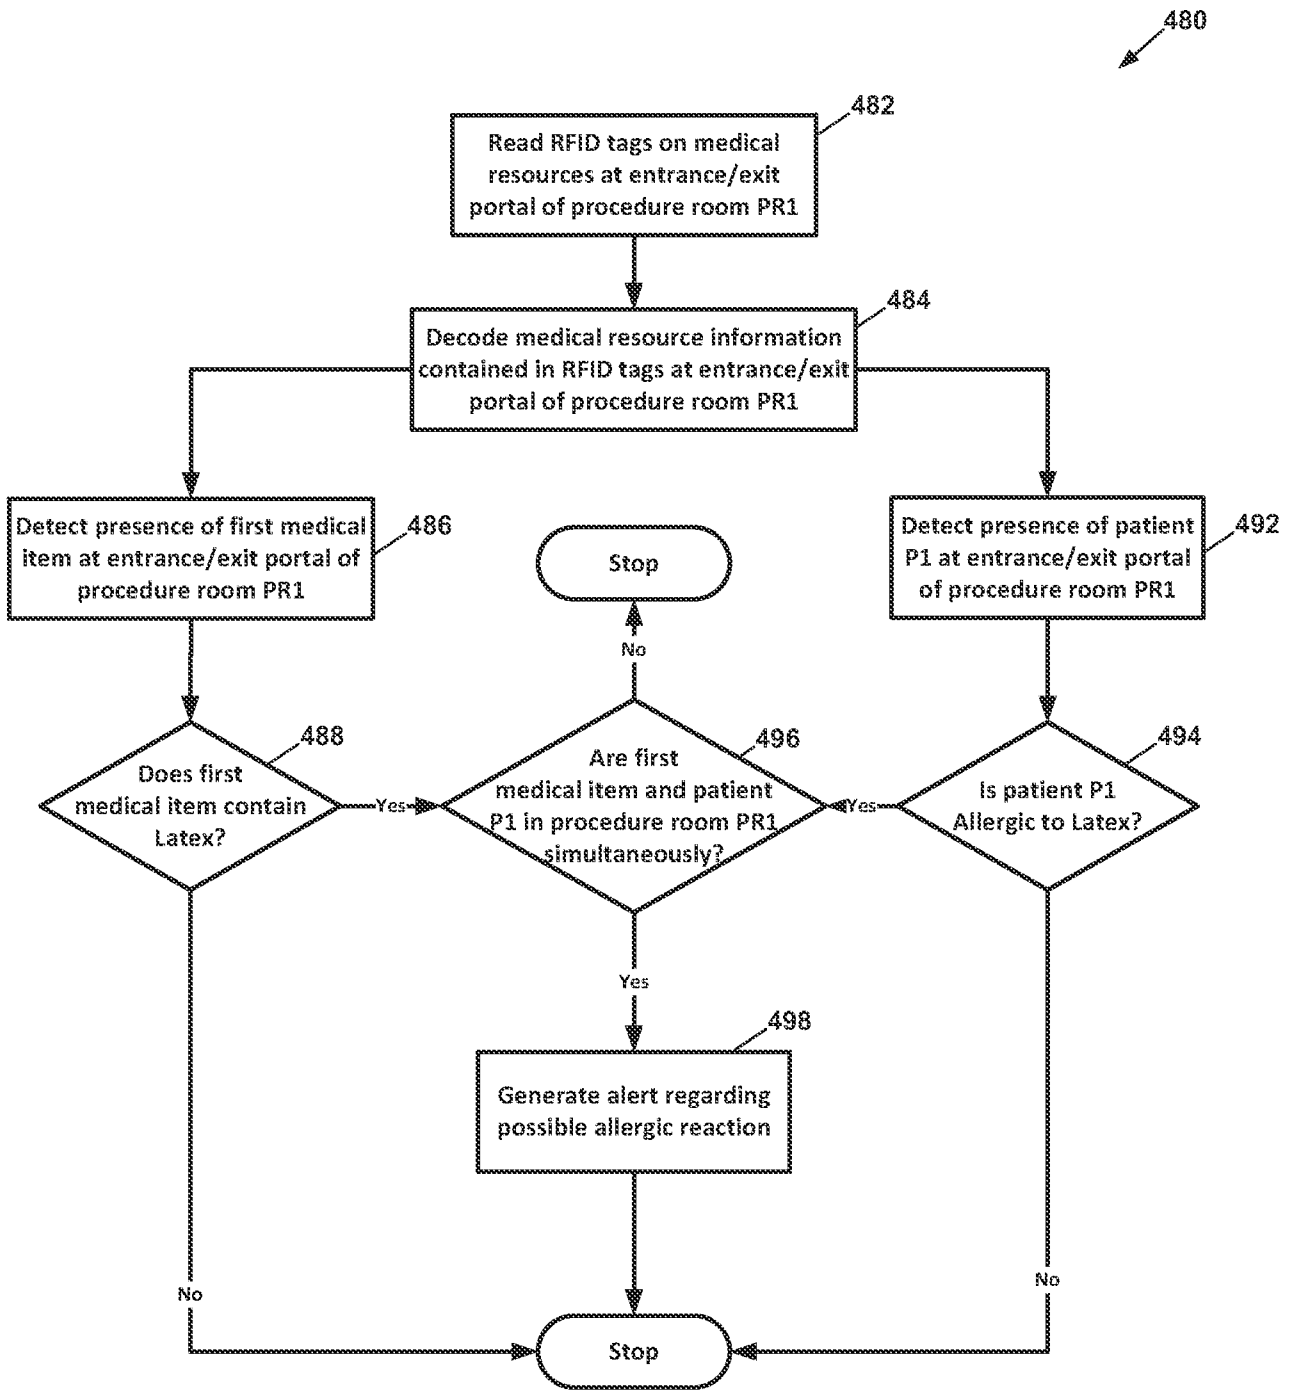 480
482
Read RFID tags on medical
resources at entrance/exit
portal of procedure room PR1
484
Decode medical resource information
contained in RFID tags at entrance/exit
portal of procedure room PR1
Detect presence of first medical
item at entrance/exit portal of
procedure room PR1
486
Stop
Detect presence of patient
P1 at entrance/exit portal
of procedure room PR1
492
No
488
Does first
medical item contain
Latex?
Yes
496
Are first
medical item and patient
P1 in procedure room PR1
simultaneously?
Yes
494
Is patient P1
Allergic to Latex?
Yes
498
Generate alert regarding
possible allergic reaction
No
No
Stop